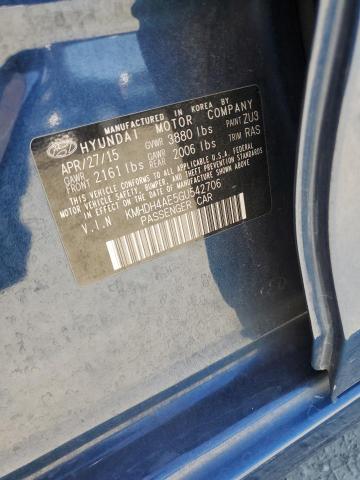 MANUFACTURED IN KOREA BY
HYUNDAI MOTOR COMPANY
APR/27/15 GVWR 3880 lbs PAINT ZU3
GAWR FRONT 2161 lbs GAWR REAR 2006 lbs TRIM RAS
THIS VEHICLE CONFORMS TO ALL APPLICABLE FEDERAL
MOTOR VEHICLE SAFETY, BUMPER, AND THEFT PREVENTION STANDARDS
IN EFFECT ON THE DATE OF MANUFACTURE SHOWN ABOVE.
V.I.N KMHDH4AE5GU542706
PASSENGER CAR